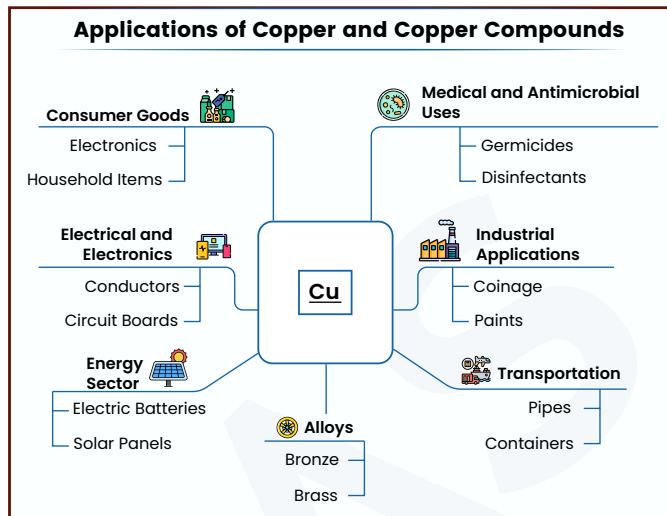 Applications of Copper and Copper Compounds
Consumer Goods
Electronics
Household Items
Medical and Antimicrobial
Uses
Germicides
Disinfectants
Electrical and
Electronics
Conductors
Circuit Boards
Cu
Industrial
Applications
Coinage
Paints
Energy
Sector
Electric Batteries
Solar Panels
Alloys
Bronze
Brass
Transportation
Pipes
Containers